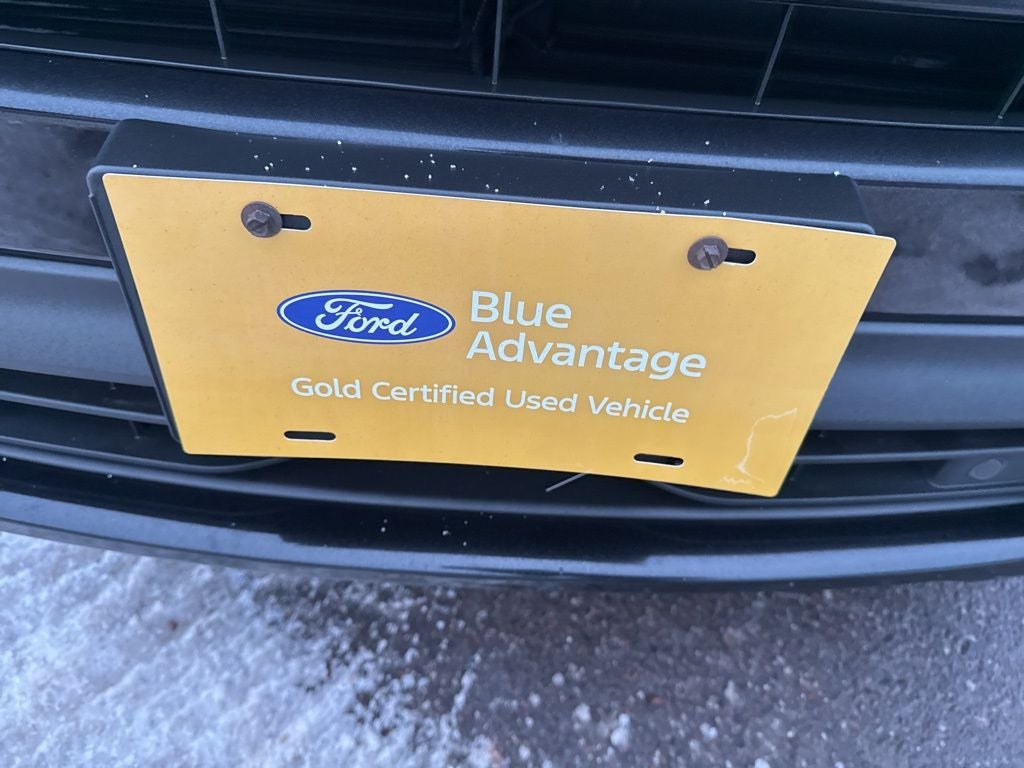 Ford
Blue
Advantage
Gold Certified Used Vehicle